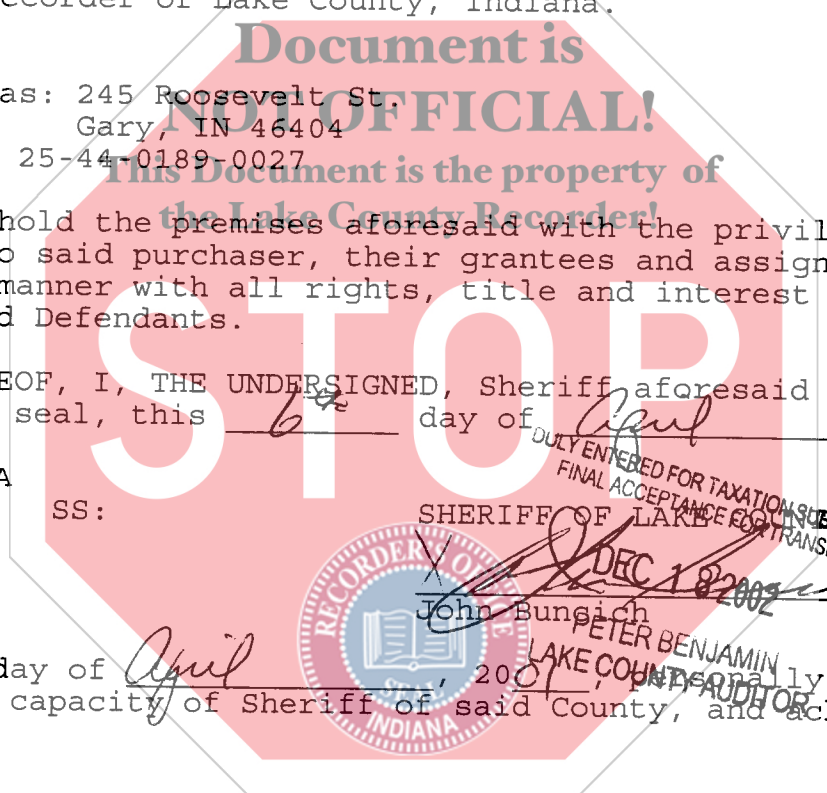 ecorder of Lake County, Indiana.
Document is
as: 245 Roosevelt St.
NOT OFFICIAL!
Gary, IN 46404
25-44-0189-0027
This Document is the property of
the Lake County Recorder!
hold the premises aforesaid with the privil
o said purchaser, their grantees and assign
manner with all rights, title and interest
d Defendants.
STOP
EOF, I, THE UNDERSIGNED, Sheriff aforesaid
seal, this 6th day of April
DULY ENTERED FOR TAXATION SUB
FINAL ACCEPTANCE FOR TRANS
A
SS:
SHERIFF OF LAKE COUNT
X
DEC 18 2002
John Bungich
PETER BENJAMIN
LAKE COUNTY AUDITOR
day of April, 2001, personally
capacity of Sheriff of said County, and ac
RECORDER'S OFFICE
SEAL
INDIANA